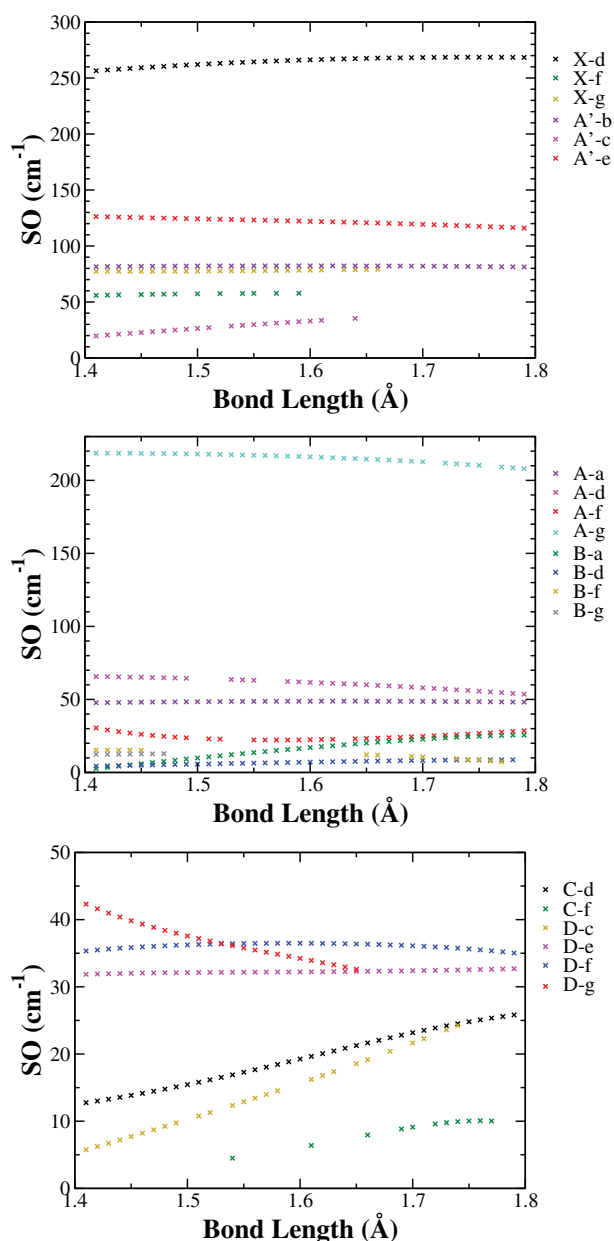 300
250
200
150
100
50
0
SO (cm⁻¹)
1.4 1.5 1.6 1.7 1.8
Bond Length (Å)
X-d
X-f
X-g
A’-b
A’-c
A’-e
200
150
100
50
0
SO (cm⁻¹)
1.4 1.5 1.6 1.7 1.8
Bond Length (Å)
A-a
A-d
A-f
A-g
B-a
B-d
B-f
B-g
50
40
30
20
10
0
SO (cm⁻¹)
1.4 1.5 1.6 1.7 1.8
Bond Length (Å)
C-d
C-f
D-c
D-e
D-f
D-g